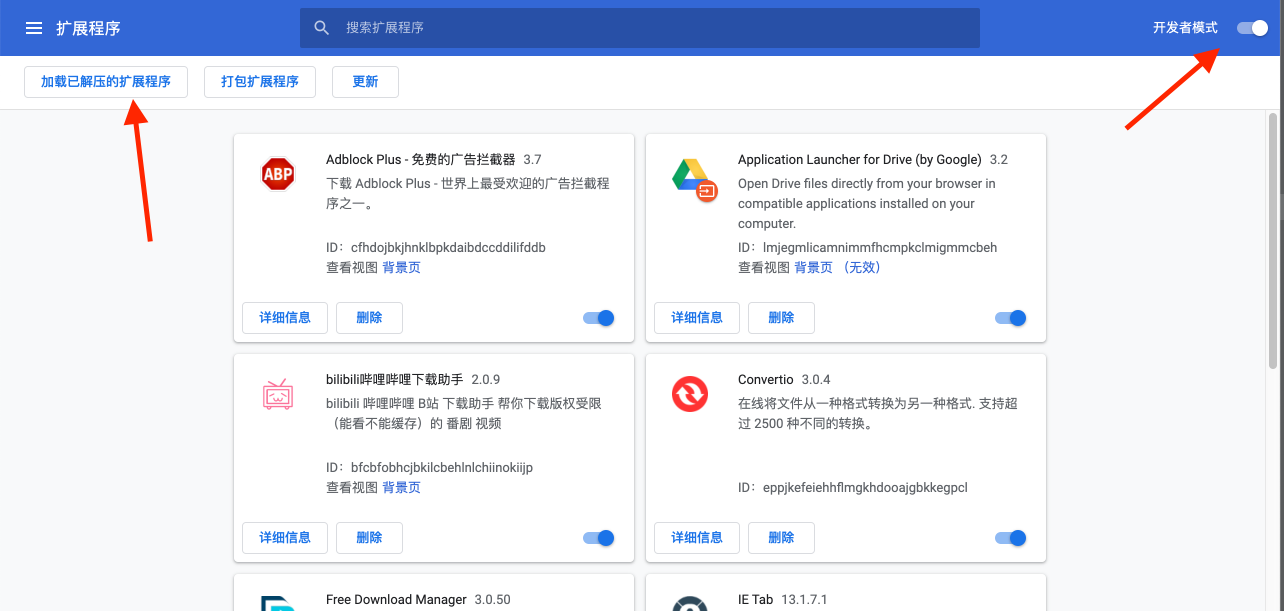 扩展程序
搜索扩展程序
开发者模式
加载已解压的扩展程序
打包扩展程序
更新
ABP
Adblock Plus - 免费的广告拦截器 3.7
下载 Adblock Plus - 世界上最受欢迎的广告拦截程
序之一。
ID：cfhdojbkjhnklbpkdaibdccddilifddb
查看视图 背景页
详细信息
删除
Application Launcher for Drive (by Google) 3.2
Open Drive files directly from your browser in
compatible applications installed on your
computer.
ID：lmjegmlicamnimmfhcmpkclmigmmcbeh
查看视图 背景页 （无效）
详细信息
删除
bilibili哔哩哔哩下载助手 2.0.9
bilibili 哔哩哔哩 B站 下载助手 帮你下载版权受限
（能看不能缓存）的 番剧 视频
ID：bfcbfobhcjbkilcbehlnlchiinokiijp
查看视图 背景页
详细信息
删除
Convertio 3.0.4
在线将文件从一种格式转换为另一种格式. 支持超
过 2500 种不同的转换。
ID：eppjkefeiehhflmgkhdooajgbkkegpcl
详细信息
删除
Free Download Manager 3.0.50
IE Tab 13.1.7.1